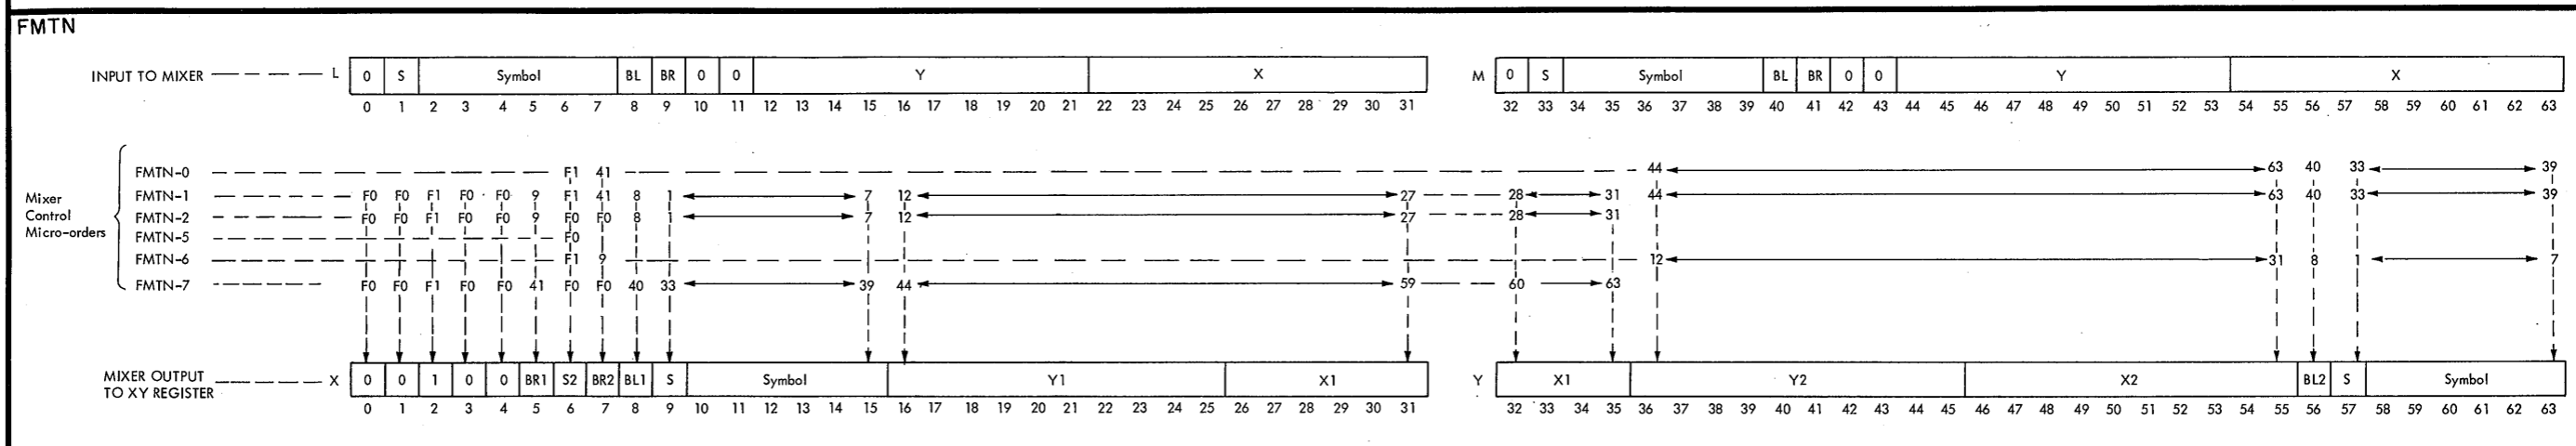 FMTN
INPUT TO MIXER L 0 S Symbol BL BR 0 0 Y X M 0 S Symbol BL BR 0 0 Y X
0 1 2 3 4 5 6 7 8 9 10 11 12 13 14 15 16 17 18 19 20 21 22 23 24 25 26 27 28 29 30 31 32 33 34 35 36 37 38 39 40 41 42 43 44 45 46 47 48 49 50 51 52 53 54 55 56 57 58 59 60 61 62 63
Mixer Control Micro-orders
FMTN-0 F1 41 44 63 40 33 39
FMTN-1 F0 F0 F1 F0 F0 9 F1 41 8 1 7 12 27 28 31 44 63 40 33 39
FMTN-2 F0 F0 F1 F0 F0 9 F0 F0 8 1 7 12 27 28 31
FMTN-5 F0
FMTN-6 F1 9 12 31 8 1 7
FMTN-7 F0 F0 F1 F0 F0 41 F0 F0 40 33 39 44 59 60 63
MIXER OUTPUT
TO XY REGISTER X 0 0 1 0 0 BR1 S2 BR2 BL1 S Symbol Y1 X1 Y X1 Y2 X2 BL2 S Symbol
0 1 2 3 4 5 6 7 8 9 10 11 12 13 14 15 16 17 18 19 20 21 22 23 24 25 26 27 28 29 30 31 32 33 34 35 36 37 38 39 40 41 42 43 44 45 46 47 48 49 50 51 52 53 54 55 56 57 58 59 60 61 62 63